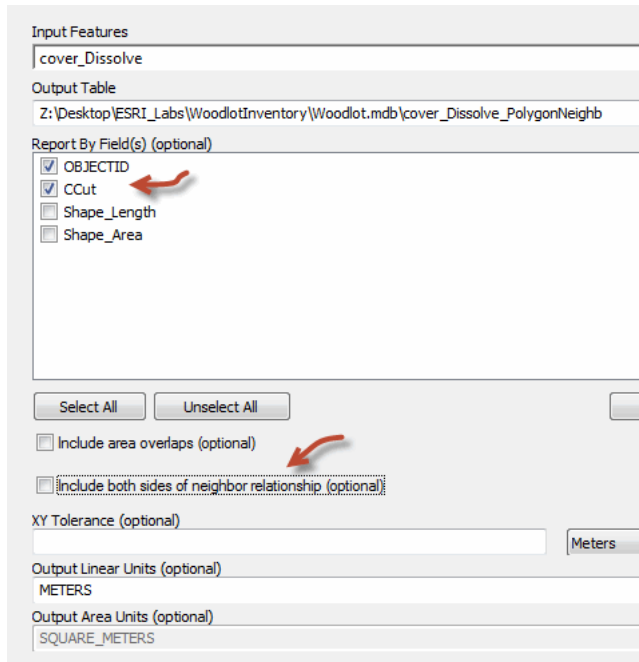 Input Features
cover_Dissolve
Output Table
Z:\Desktop\ESRI_Labs\WoodlotInventory\Woodlot.mdb\cover_Dissolve_PolygonNeighb
Report By Field(s) (optional)
OBJECTID
CCut
Shape_Length
Shape_Area
Select All Unselect All
Include area overlaps (optional)
Include both sides of neighbor relationship (optional)
XY Tolerance (optional)
Meters
Output Linear Units (optional)
METERS
Output Area Units (optional)
SQUARE_METERS